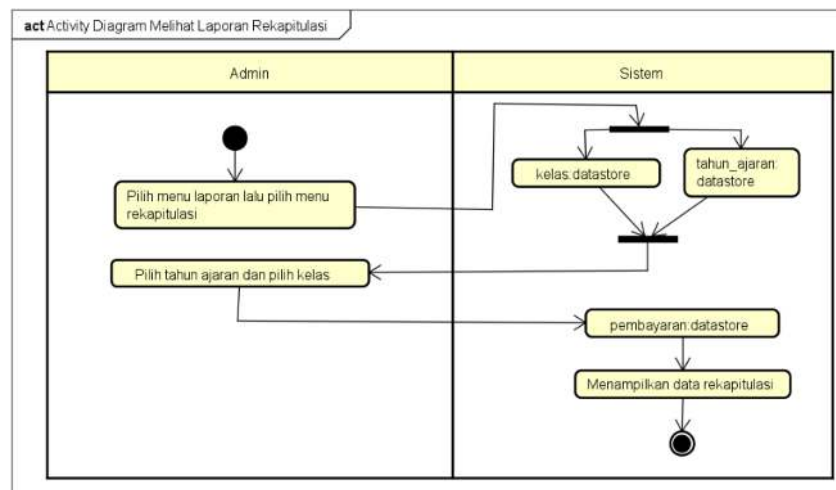 act Activity Diagram Melihat Laporan Rekapitulasi
Admin
Sistem
Pilih menu laporan lalu pilih menu
rekapitulasi
kelas:datastore
tahun_ajaran:
datastore
Pilih tahun ajaran dan pilih kelas
pembayaran:datastore
Menampilkan data rekapitulasi